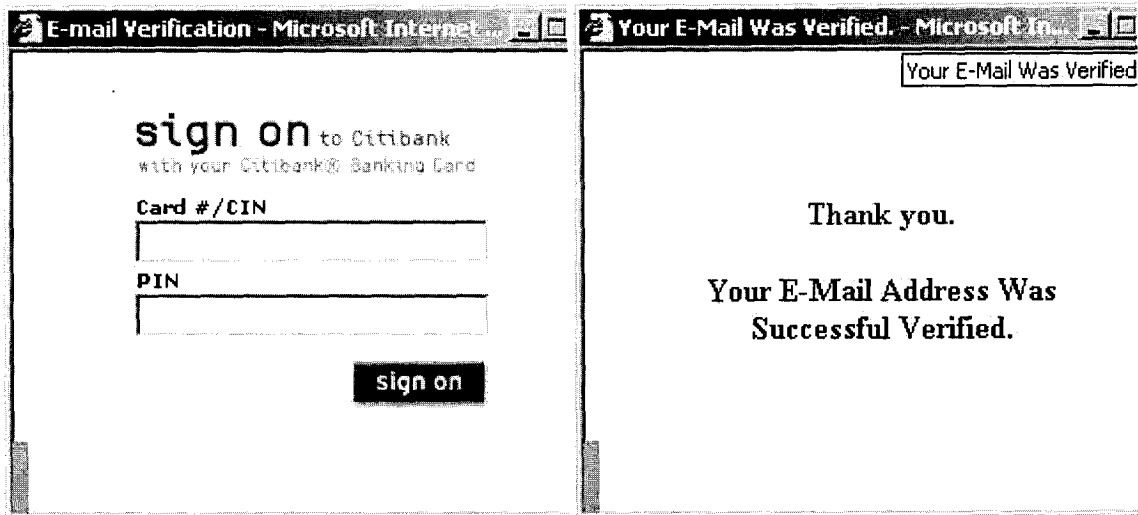 E-mail Verification - Microsoft Internet...
sign on to Citibank
with your Citibank® Banking Card
Card #/CIN
PIN
sign on
Your E-Mail Was Verified. - Microsoft In...
Your E-Mail Was Verified
Thank you.
Your E-Mail Address Was
Successful Verified.